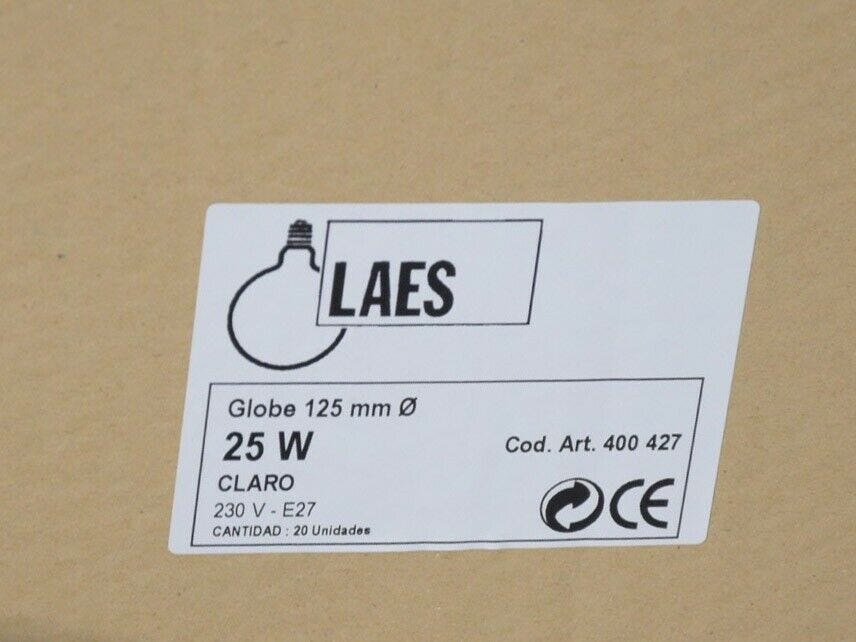 LAES
Globe 125 mm Ø
25 W
Cod. Art. 400 427
CLARO
230 V - E27
CANTIDAD : 20 Unidades
CE